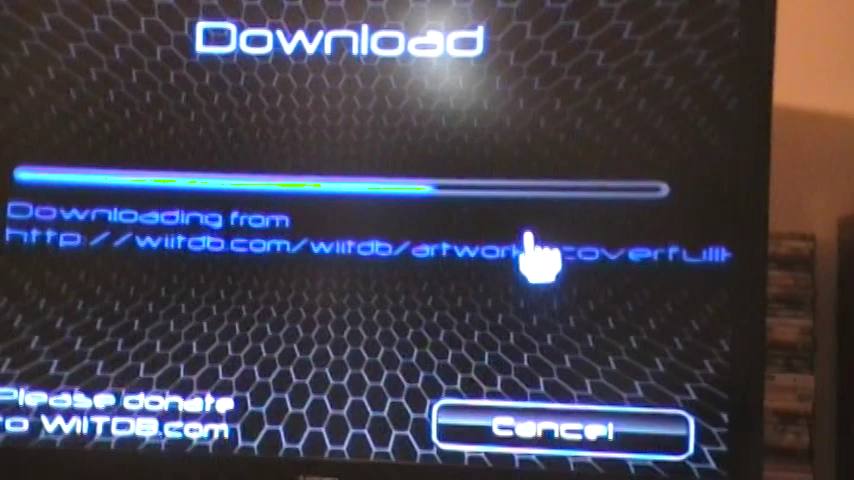 Download
Downloading from
http://wiitdb.com/wiitdb/artwork coverfull
Please donate
to WiiTDB.com
Cancel